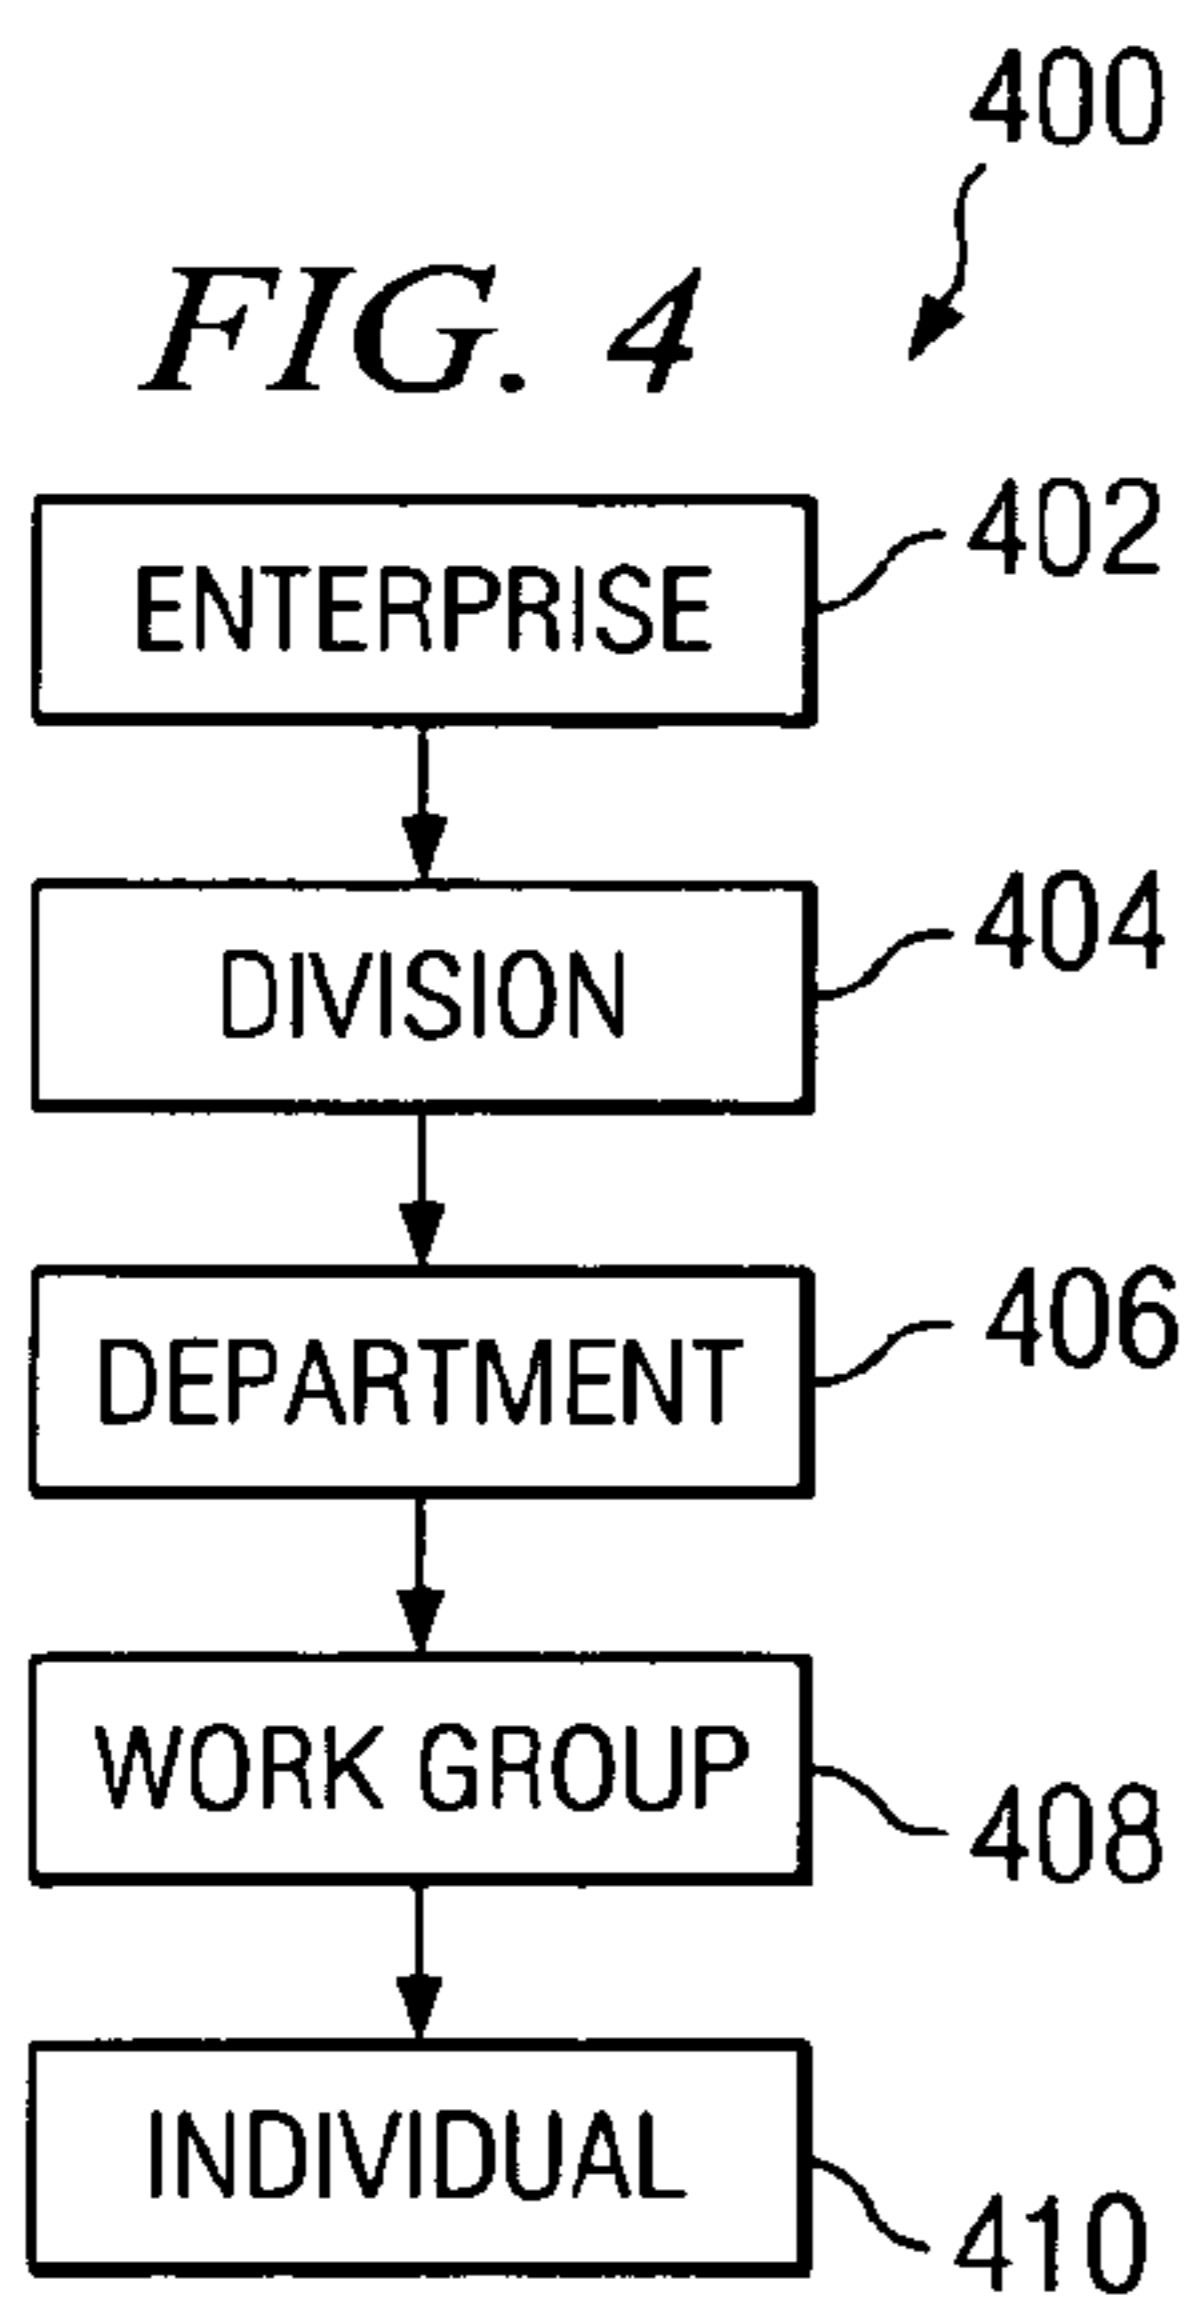 400
FIG. 4
ENTERPRISE
402
DIVISION
404
DEPARTMENT
406
WORK GROUP
408
INDIVIDUAL
410